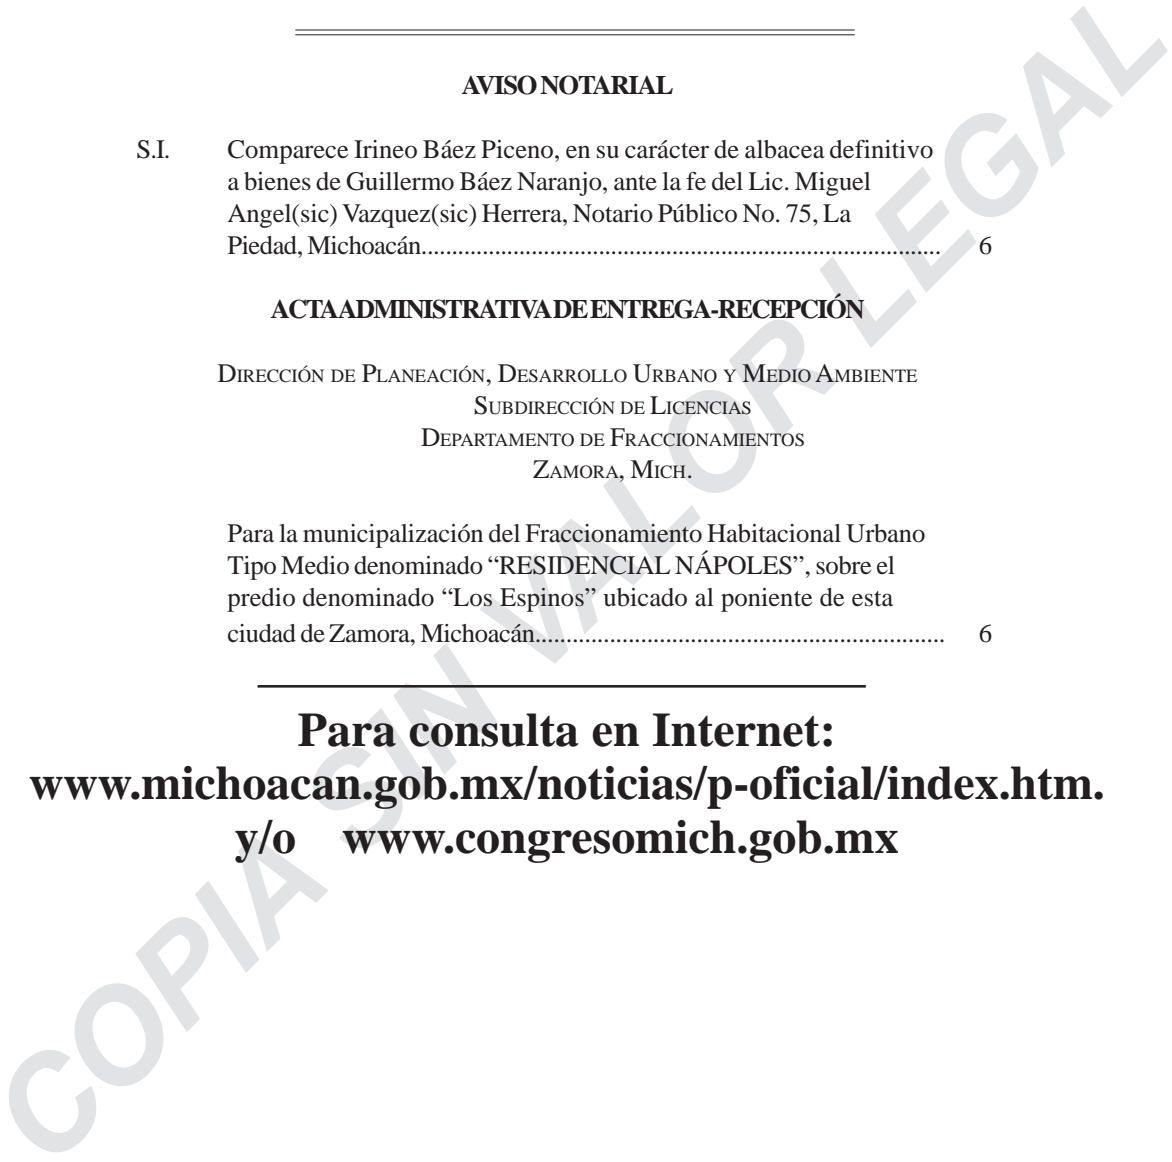 AVISO NOTARIAL
S.I. Comparece Irineo Báez Piceno, en su carácter de albacea definitivo
a bienes de Guillermo Báez Naranjo, ante la fe del Lic. Miguel
Angel(sic) Vazquez(sic) Herrera, Notario Público No. 75, La
Piedad, Michoacán.................................................................................... 6
ACTA ADMINISTRATIVA DE ENTREGA-RECEPCIÓN
DIRECCIÓN DE PLANEACIÓN, DESARROLLO URBANO Y MEDIO AMBIENTE
SUBDIRECCIÓN DE LICENCIAS
DEPARTAMENTO DE FRACCIONAMIENTOS
ZAMORA, MICH.
Para la municipalización del Fraccionamiento Habitacional Urbano
Tipo Medio denominado “RESIDENCIAL NÁPOLES”, sobre el
predio denominado “Los Espinos” ubicado al poniente de esta
ciudad de Zamora, Michoacán.................................................................. 6
Para consulta en Internet:
www.michoacan.gob.mx/noticias/p-oficial/index.htm.
y/o www.congresomich.gob.mx
COPIA SIN VALOR LEGAL